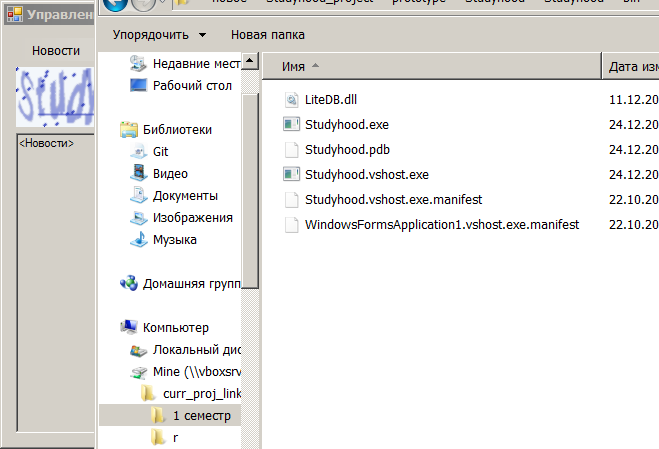 Управлени
Новости
Study
<Новости>
Studyhood_project
prototype
Studyhood
Studyhood
bin
Упорядочить
Новая папка
Недавние мест
Рабочий стол
Библиотеки
Git
Видео
Документы
Изображения
Музыка
Домашняя групп
Компьютер
Локальный дис
Mine (\\vboxsrv
curr_proj_link
1 семестр
r
Имя
Дата изм
LiteDB.dll
11.12.20
Studyhood.exe
24.12.20
Studyhood.pdb
24.12.20
Studyhood.vshost.exe
24.12.20
Studyhood.vshost.exe.manifest
22.10.20
WindowsFormsApplication1.vshost.exe.manifest
22.10.20